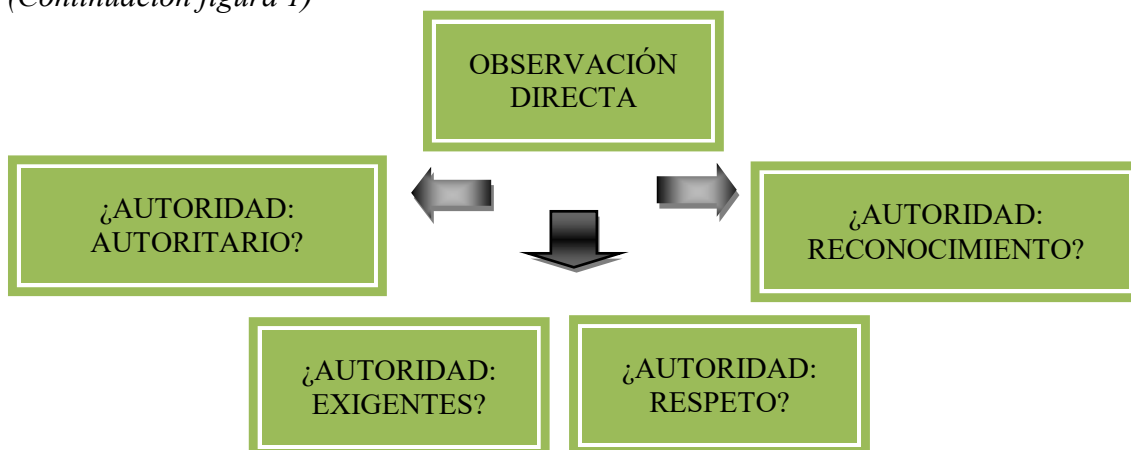 (Continuación figura 1)
OBSERVACIÓN
DIRECTA
¿AUTORIDAD:
AUTORITARIO?
¿AUTORIDAD:
RECONOCIMIENTO?
¿AUTORIDAD:
EXIGENTES?
¿AUTORIDAD:
RESPETO?